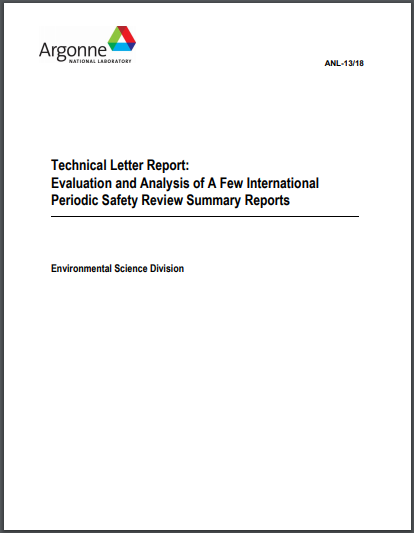 Argonne
NATIONAL LABORATORY
ANL-13/18
Technical Letter Report:
Evaluation and Analysis of A Few International
Periodic Safety Review Summary Reports
Environmental Science Division